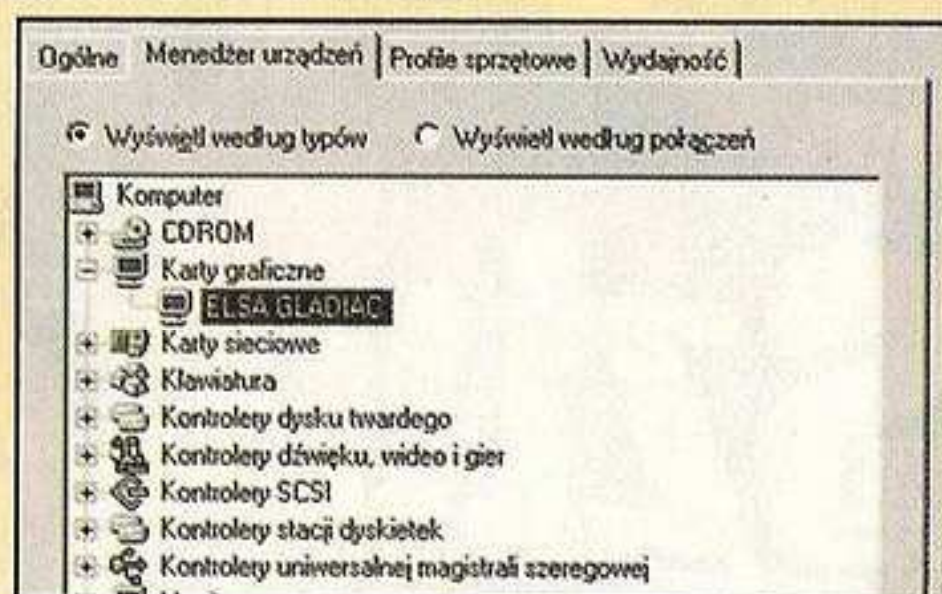 Ogólne Menedżer urządzeń Profile sprzętowe Wydajność
Wyświetl według typów Wyświetl według połączeń
Komputer
CDROM
Karty graficzne
ELSA GLADIAC
Karty sieciowe
Klawiatura
Kontrolery dysku twardego
Kontrolery dźwięku, wideo i gier
Kontrolery SCSI
Kontrolery stacji dyskietek
Kontrolery uniwersalnej magistrali szeregowej